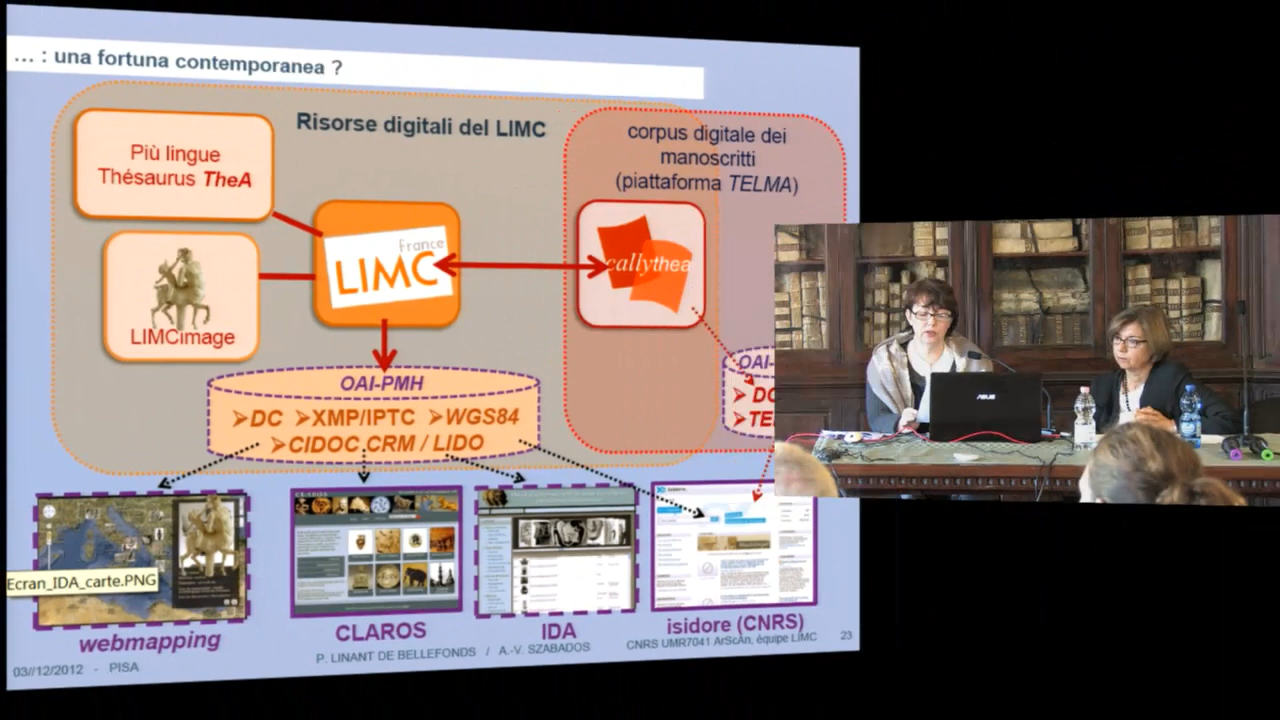 ... : una fortuna contemporanea ?
Risorse digitali del LIMC
corpus digitale dei
manoscritti
(piattaforma TELMA)
Più lingue
Thésaurus TheA
France
LIMC
callythea
LIMCimage
OAI-PMH
➢DC ➢XMP/IPTC ➢WGS84
➢CIDOC.CRM / LIDO
OAI-
➢
➢TE
ASUS
Ecran_IDA_carte.PNG
webmapping
CLAROS
IDA
isidore (CNRS)
03//12/2012 - PISA
P. LINANT DE BELLEFONDS / A.-V. SZABADOS
CNRS UMR7041 ArScAn, équipe LIMC
23